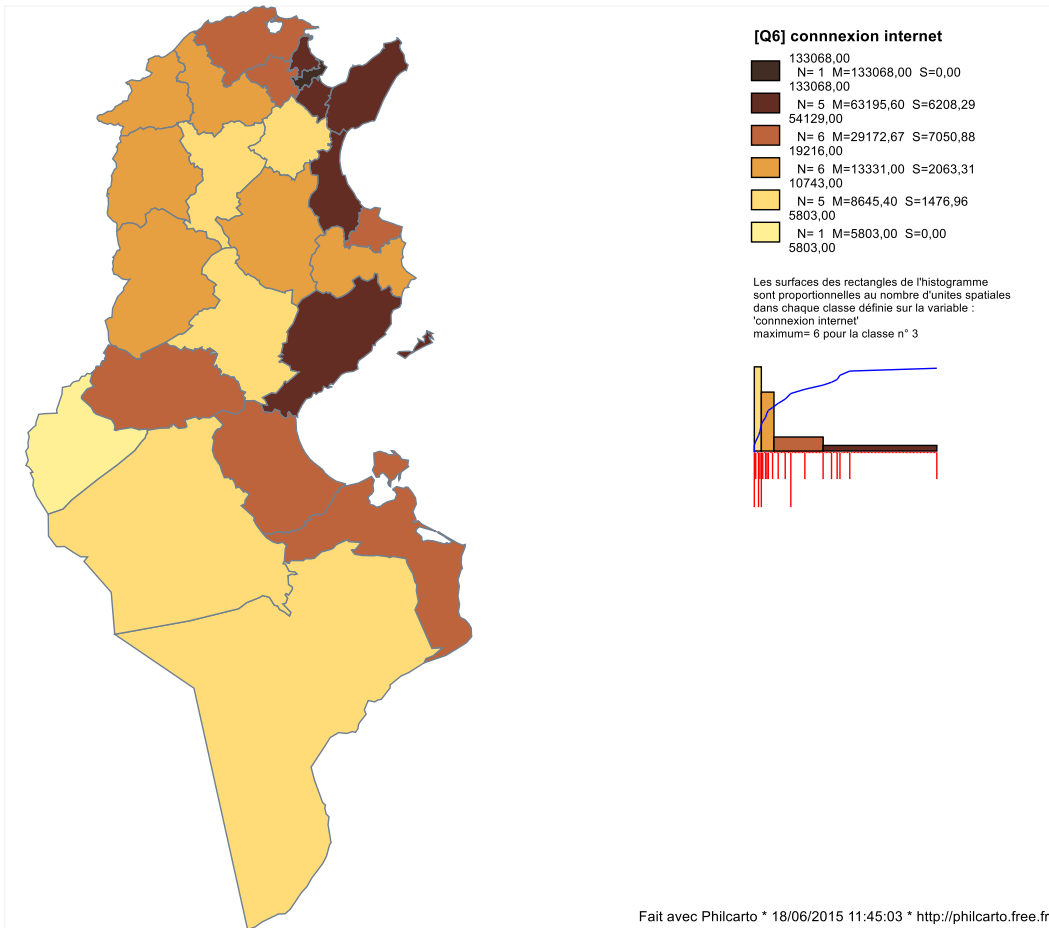 [Q6] connnexion internet
133068,00
N= 1 M=133068,00 S=0,00
133068,00
N= 5 M=63195,60 S=6208,29
54129,00
N= 6 M=29172,67 S=7050,88
19216,00
N= 6 M=13331,00 S=2063,31
10743,00
N= 5 M=8645,40 S=1476,96
5803,00
N= 1 M=5803,00 S=0,00
5803,00
Les surfaces des rectangles de l'histogramme
sont proportionnelles au nombre d'unites spatiales
dans chaque classe définie sur la variable :
'connnexion internet'
maximum= 6 pour la classe n° 3
Fait avec Philcarto * 18/06/2015 11:45:03 * http://philcarto.free.fr